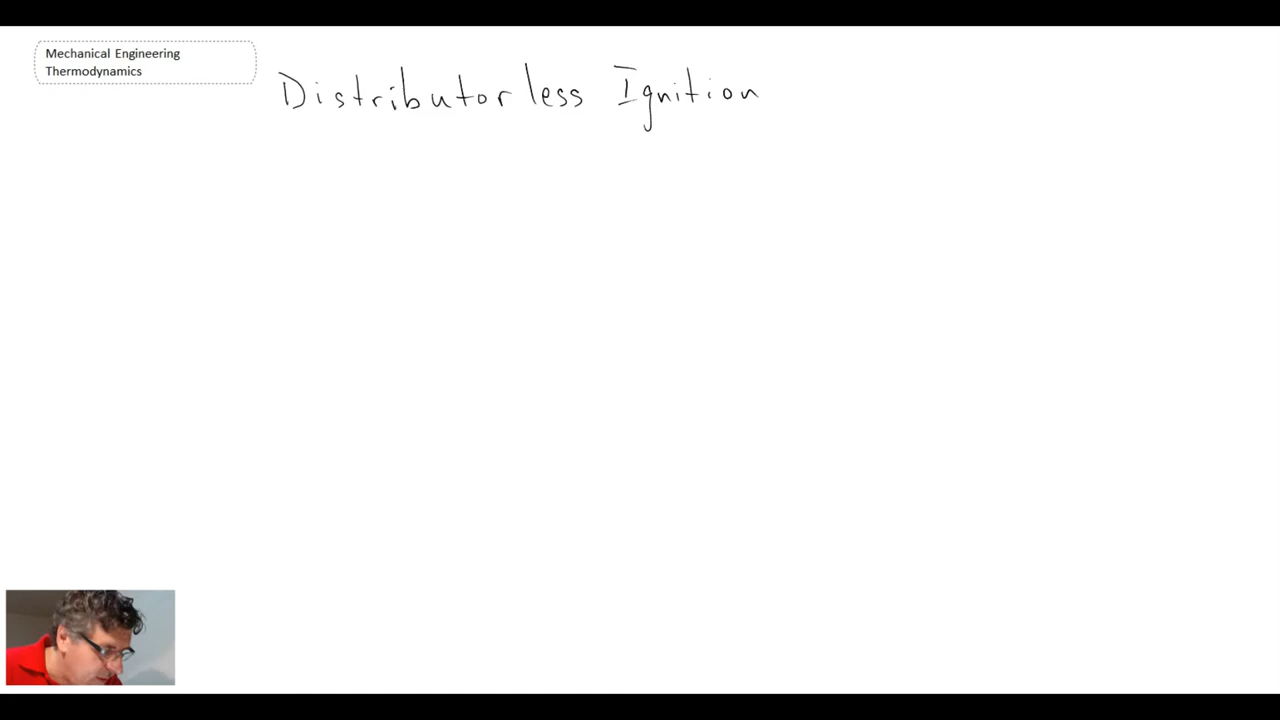 Mechanical Engineering
Thermodynamics
Distributorless Ignition